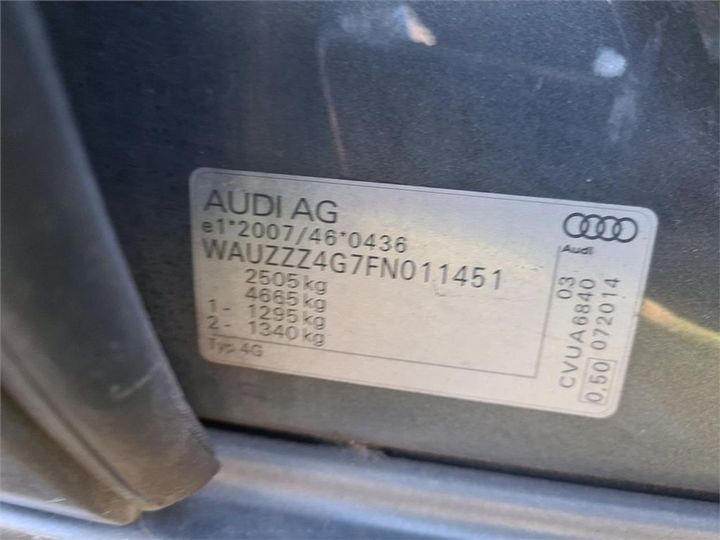 AUDI AG
e1*2007/46*0436
WAUZZZ4G7FN011451
2505 kg
4665 kg
1- 1295 kg
2- 1340 kg
Typ 4G
Audi
03
CVUA6840
0,50 072014